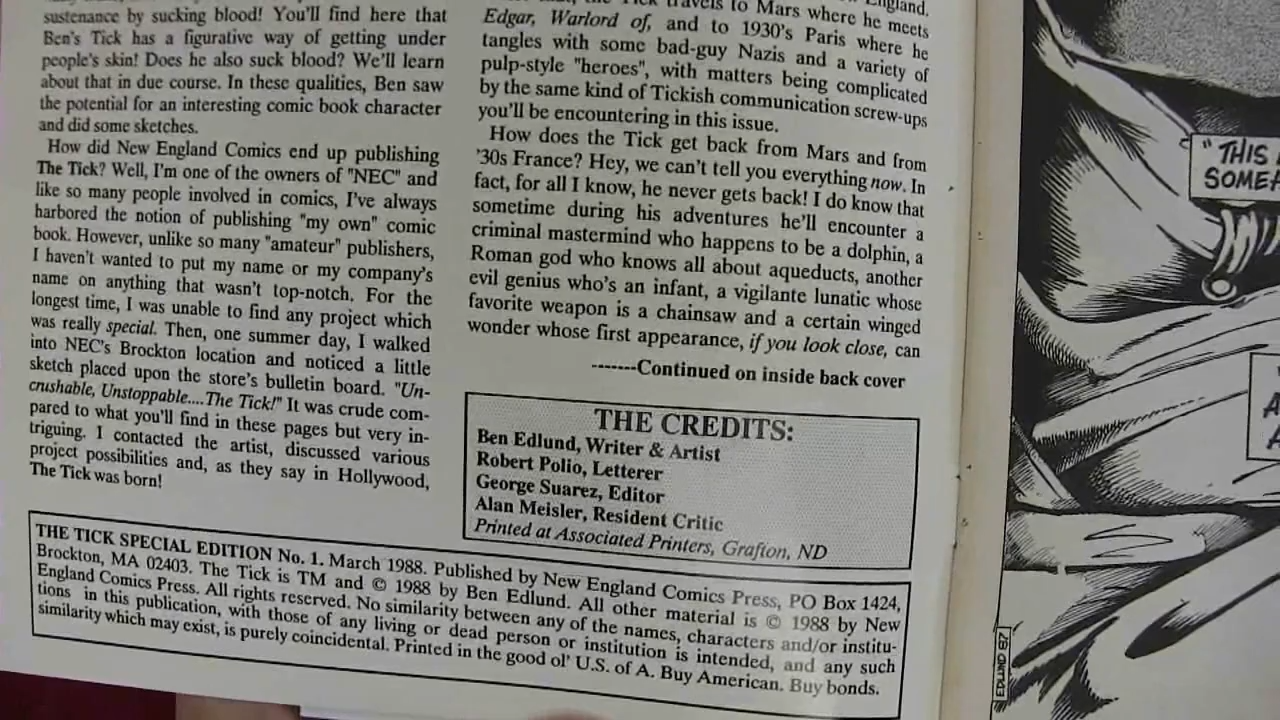 sustenance by sucking blood! You'll find here that
Ben's Tick has a figurative way of getting under
people's skin! Does he also suck blood? We'll learn
about that in due course. In these qualities, Ben saw
the potential for an interesting comic book character
and did some sketches.
How did New England Comics end up publishing
The Tick? Well, I'm one of the owners of "NEC" and
like so many people involved in comics, I've always
harbored the notion of publishing "my own" comic
book. However, unlike so many "amateur" publishers,
I haven't wanted to put my name or my company's
name on anything that wasn't top-notch. For the
longest time, I was unable to find any project which
was really special. Then, one summer day, I walked
into NEC's Brockton location and noticed a little
sketch placed upon the store's bulletin board. "Un-
crushable, Unstoppable....The Tick!" It was crude com-
pared to what you'll find in these pages but very in-
triguing. I contacted the artist, discussed various
project possibilities and, as they say in Hollywood,
The Tick was born!
England,
the Tick travels to Mars where he meets
Edgar, Warlord of, and to 1930's Paris where he
tangles with some bad-guy Nazis and a variety of
pulp-style "heroes", with matters being complicated
by the same kind of Tickish communication screw-ups
you'll be encountering in this issue.
How does the Tick get back from Mars and from
'30s France? Hey, we can't tell you everything now. In
fact, for all I know, he never gets back! I do know that
sometime during his adventures he'll encounter a
criminal mastermind who happens to be a dolphin, a
Roman god who knows all about aqueducts, another
evil genius who's an infant, a vigilante lunatic whose
favorite weapon is a chainsaw and a certain winged
wonder whose first appearance, if you look close, can
-------Continued on inside back cover
THE CREDITS:
Ben Edlund, Writer & Artist
Robert Polio, Letterer
George Suarez, Editor
Alan Meisler, Resident Critic
Printed at Associated Printers, Grafton, ND
THE TICK SPECIAL EDITION No. 1. March 1988. Published by New England Comics Press, PO Box 1424,
Brockton, MA 02403. The Tick is TM and © 1988 by Ben Edlund. All other material is © 1988 by New
England Comics Press. All rights reserved. No similarity between any of the names, characters and/or institu-
tions in this publication, with those of any living or dead person or institution is intended, and any such
similarity which may exist, is purely coincidental. Printed in the good ol' U.S. of A. Buy American. Buy bonds.
"THIS
EDLUND 87